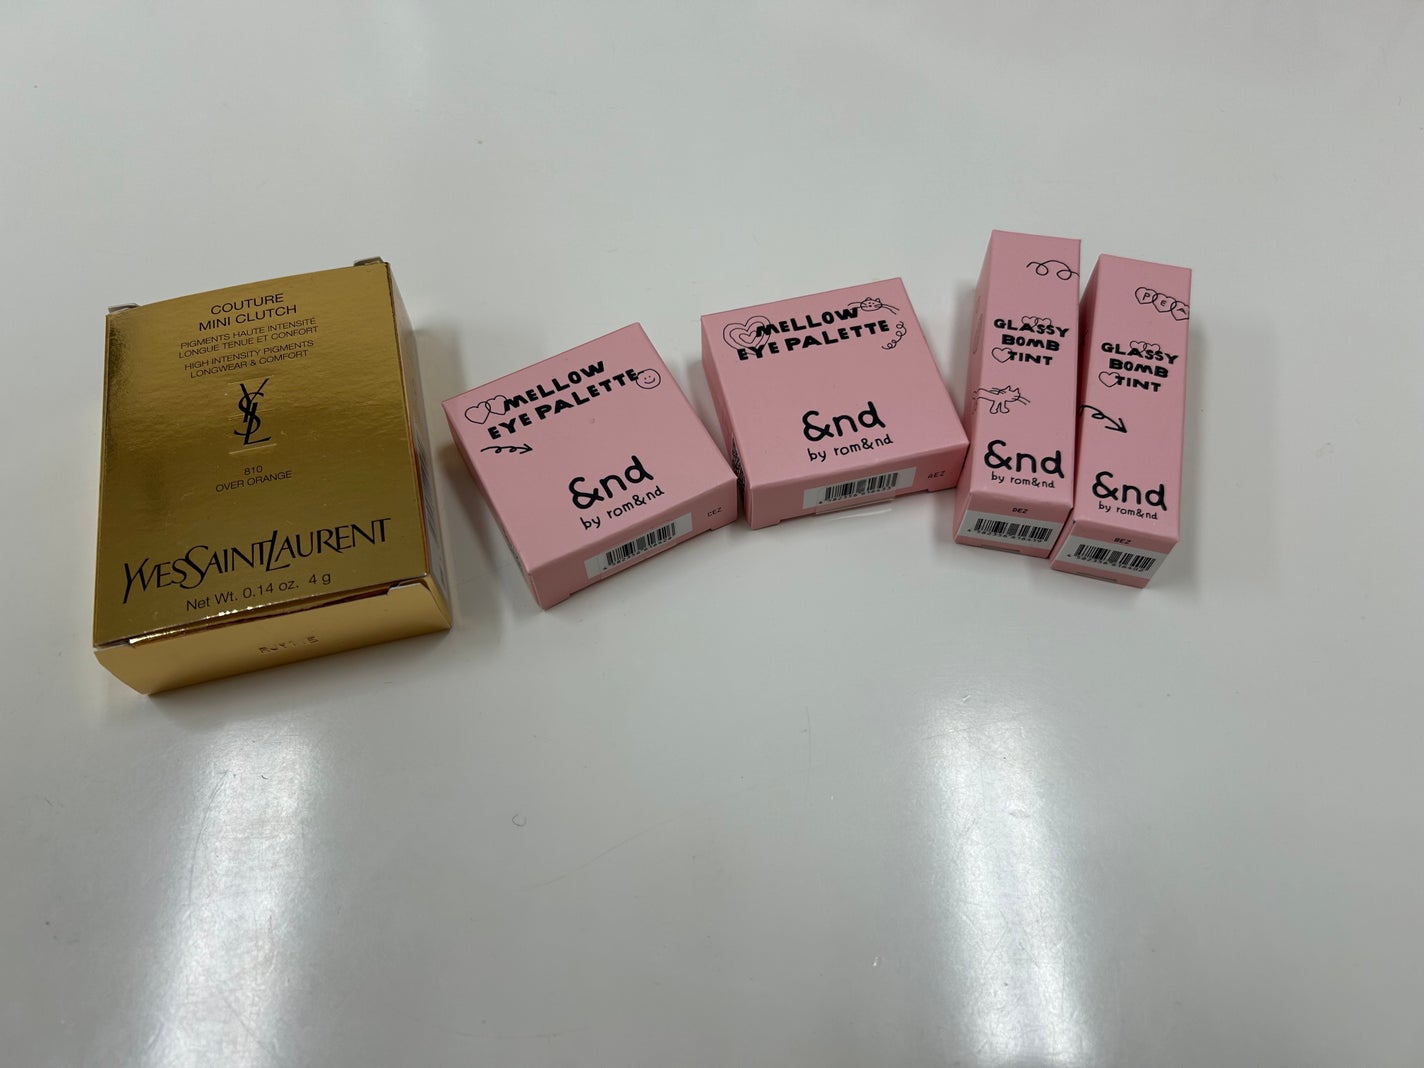 COUTURE
MINI CLUTCH
PIGMENTS HAUTE INTENSITÉ
LONGUE TENUE ET CONFORT
HIGH INTENSITY PIGMENTS
LONGWEAR & COMFORT
YSL
810
OVER ORANGE
YVESSAINTLAURENT
Net Wt. 0.14 oz. 4 g
MELLOW
EYE PALETTE
&nd
by rom&nd
MELLOW
EYE PALETTE
&nd
by rom&nd
GLASSY
BOMB
TINT
&nd
by rom&nd
PEA
GLASSY
BOMB
TINT
&nd
by rom&nd